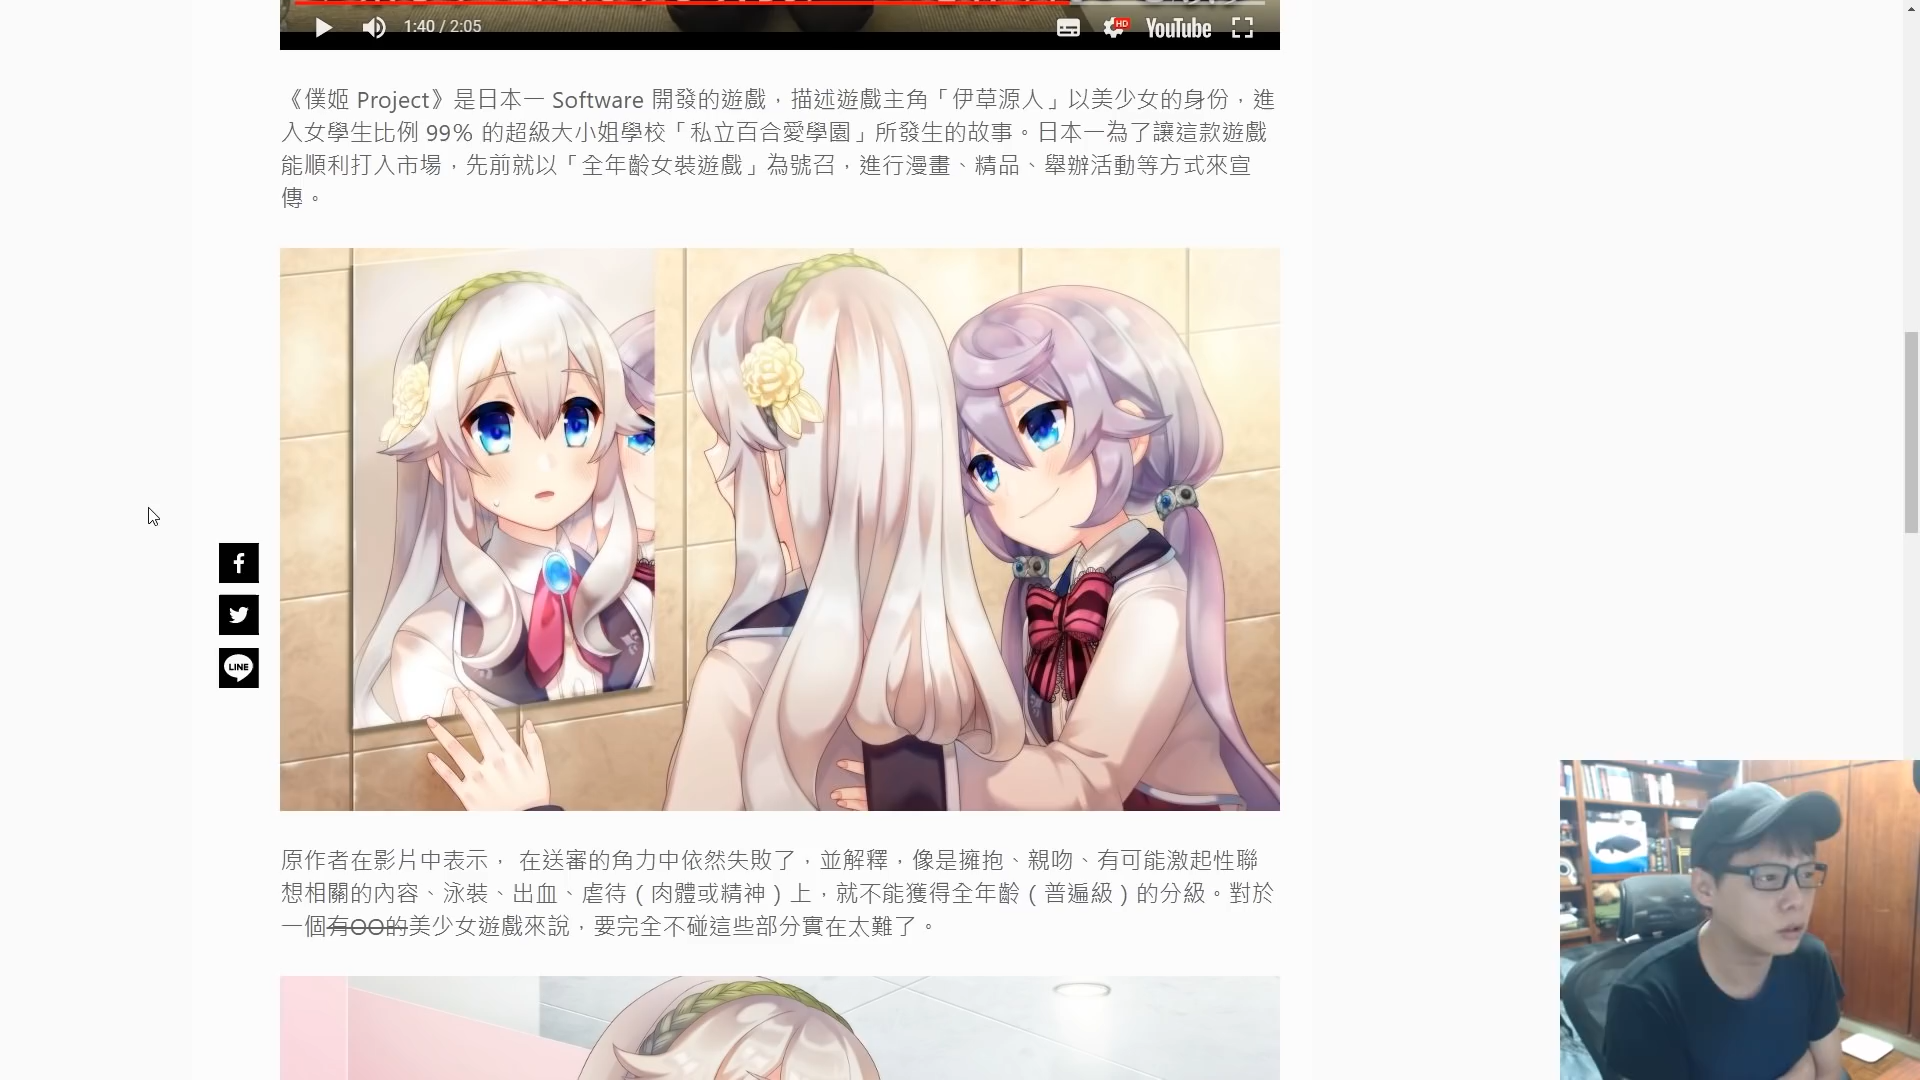 1:40 / 2:05
HD
YouTube
《僕姬 Project》是日本一 Software 開發的遊戲，描述遊戲主角「伊草源人」以美少女的身份，進
入女學生比例 99% 的超級大小姐學校「私立百合愛學園」所發生的故事。日本一為了讓這款遊戲
能順利打入市場，先前就以「全年齡女裝遊戲」為號召，進行漫畫、精品、舉辦活動等方式來宣
傳。
LINE
原作者在影片中表示， 在送審的角力中依然失敗了，並解釋，像是擁抱、親吻、有可能激起性聯
想相關的內容、泳裝、出血、虐待（肉體或精神）上，就不能獲得全年齡（普遍級）的分級。對於
一個有OO的美少女遊戲來說，要完全不碰這些部分實在太難了。